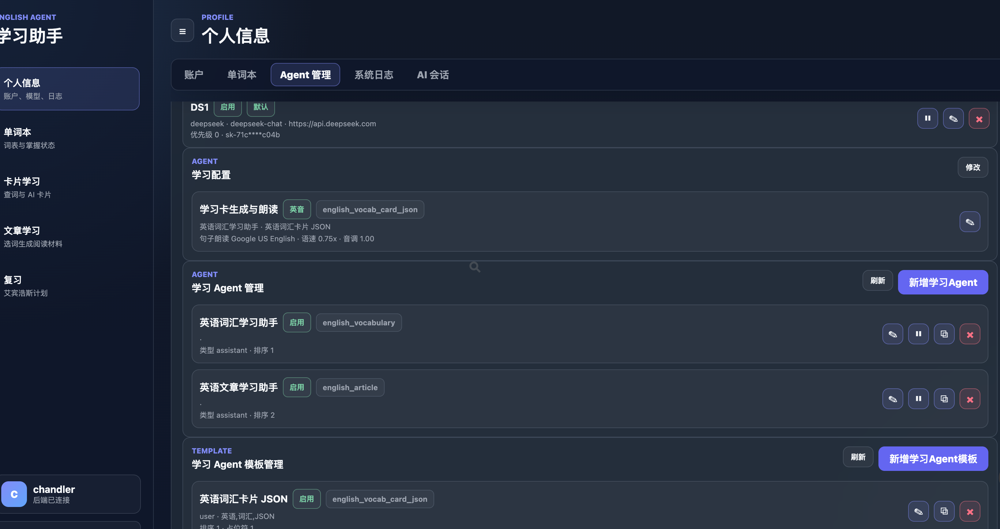 NGLISH AGENT
学习助手
个人信息
账户、模型、日志
单词本
词表与掌握状态
卡片学习
查词与 AI 卡片
文章学习
选词生成阅读材料
复习
艾宾浩斯计划
C
chandler
后端已连接
PROFILE
个人信息
账户
单词本
Agent 管理
系统日志
AI 会话
DS1 启用 默认
deepseek · deepseek-chat · https://api.deepseek.com
优先级 0 · sk-71c****c04b
AGENT
学习配置
修改
学习卡生成与朗读 英音 english_vocab_card_json
英语词汇学习助手 · 英语词汇卡片 JSON
句子朗读 Google US English · 语速 0.75x · 音调 1.00
AGENT
学习 Agent 管理
刷新
新增学习Agent
英语词汇学习助手 启用 english_vocabulary
.
类型 assistant · 排序 1
英语文章学习助手 启用 english_article
.
类型 assistant · 排序 2
TEMPLATE
学习 Agent 模板管理
刷新
新增学习Agent模板
英语词汇卡片 JSON 启用 english_vocab_card_json
user · 英语,词汇,JSON
排序 1 · 占位符 1